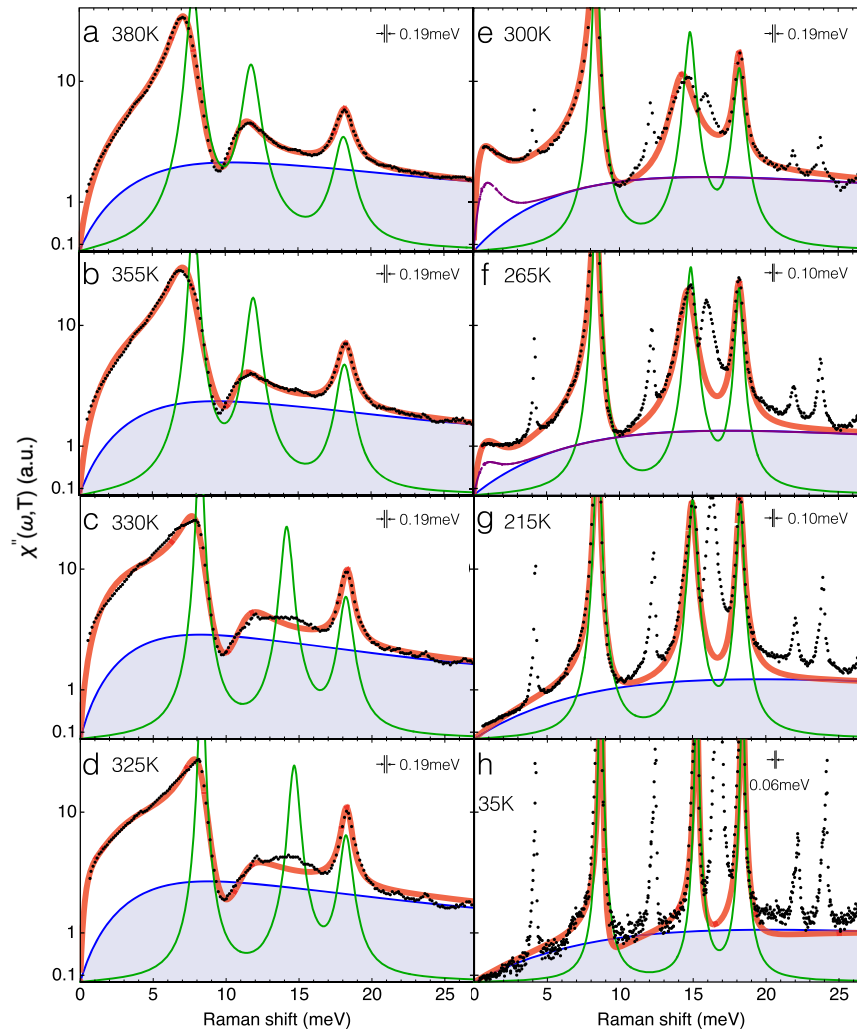 a 380K
0.19meV
10
1
0.1
b 355K
0.19meV
10
1
0.1
c 330K
0.19meV
10
1
0.1
d 325K
0.19meV
10
1
0.1
0 5 10 15 20 25
Raman shift (meV)
χ"(ω,T) (a.u.)
e 300K
0.19meV
f 265K
0.10meV
g 215K
0.10meV
h
35K
0.06meV
0 5 10 15 20 25
Raman shift (meV)